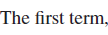 The first term,